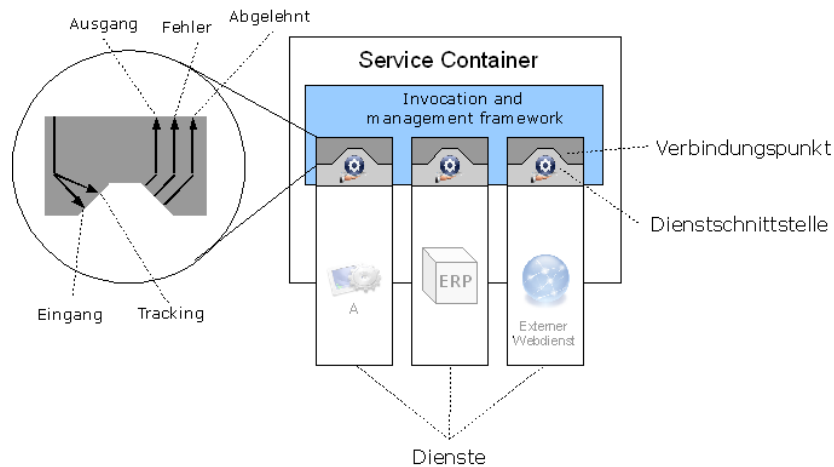 Ausgang
Fehler
Abgelehnt
Service Container
Invocation and
management framework
Verbindungspunkt
Dienstschnittstelle
Eingang
Tracking
A
ERP
Externer
Webdienst
Dienste